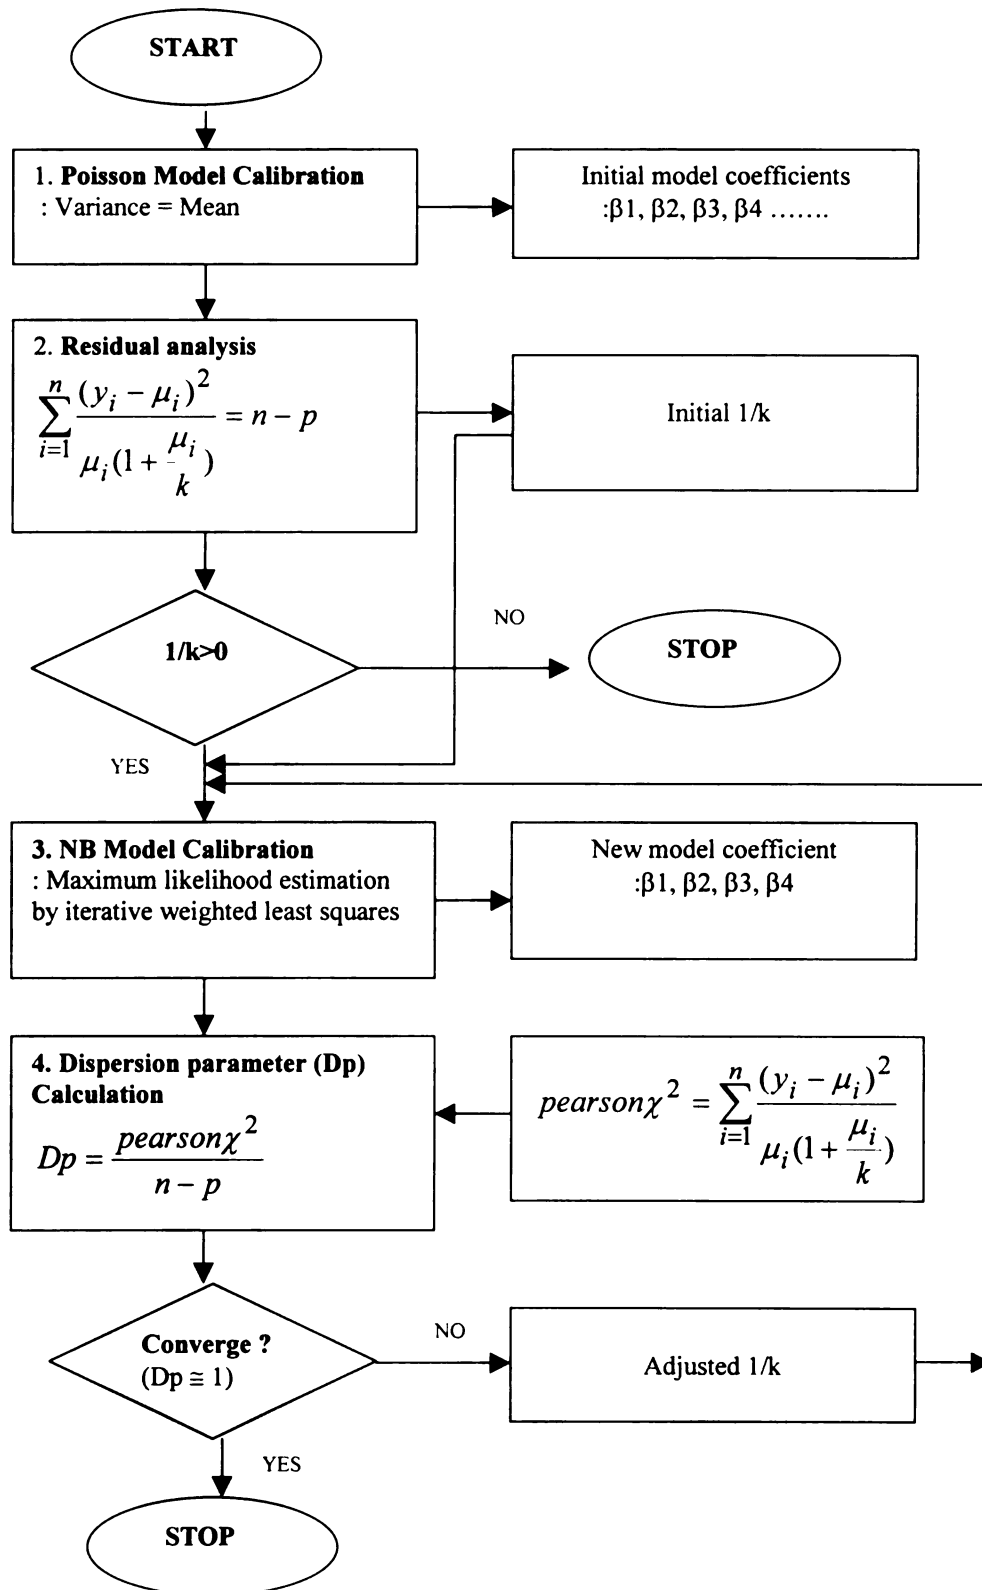 START
1. Poisson Model Calibration
: Variance = Mean
Initial model coefficients
:β1, β2, β3, β4 .......
2. Residual analysis
\sum_{i=1}^{n} \frac{(y_i - \mu_i)^2}{\mu_i(1 + \frac{\mu_i}{k})} = n - p
Initial 1/k
1/k>0
NO
STOP
YES
3. NB Model Calibration
: Maximum likelihood estimation
by iterative weighted least squares
New model coefficient
:β1, β2, β3, β4
4. Dispersion parameter (Dp)
Calculation
Dp = \frac{pearson\chi^2}{n - p}
pearson\chi^2 = \sum_{i=1}^{n} \frac{(y_i - \mu_i)^2}{\mu_i(1 + \frac{\mu_i}{k})}
Converge ?
(Dp ≅ 1)
NO
Adjusted 1/k
YES
STOP